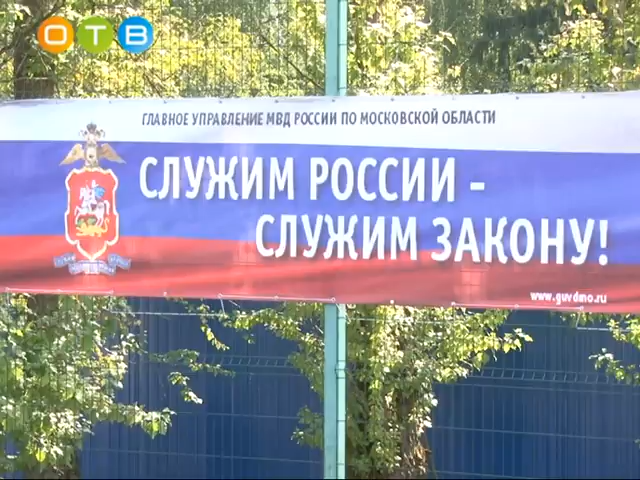 ОТВ
ГЛАВНОЕ УПРАВЛЕНИЕ МВД РОССИИ ПО МОСКОВСКОЙ ОБЛАСТИ
СЛУЖИМ РОССИИ -
СЛУЖИМ ЗАКОНУ!
www.guvdmo.ru